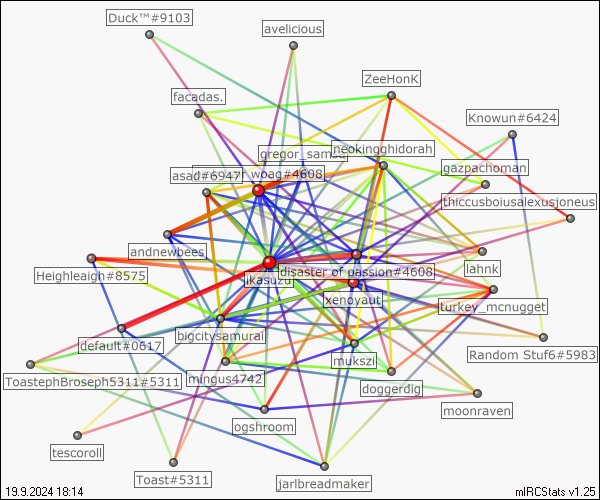 Duck™#9103
avelicious
ZeeHonK
facadas.
Knowun#6424
neokingghidorah
gregor_samsa
gazpachoman
woag#4608
asad#6947
thiccusboiusalexusjoneus
andnewbees
lahnk
Heighleaigh#8575
disaster of passion#4608
jikasuzu
xenoyaut
turkey_mcnugget
bigcitysamurai
default#0617
Random Stuf6#5983
mukszi
ToastephBroseph5311#5311
mingus4742
doggerdig
moonraven
ogshroom
tescoroll
Toast#5311
jarlbreadmaker
19.9.2024 18:14
mIRCStats v1.25